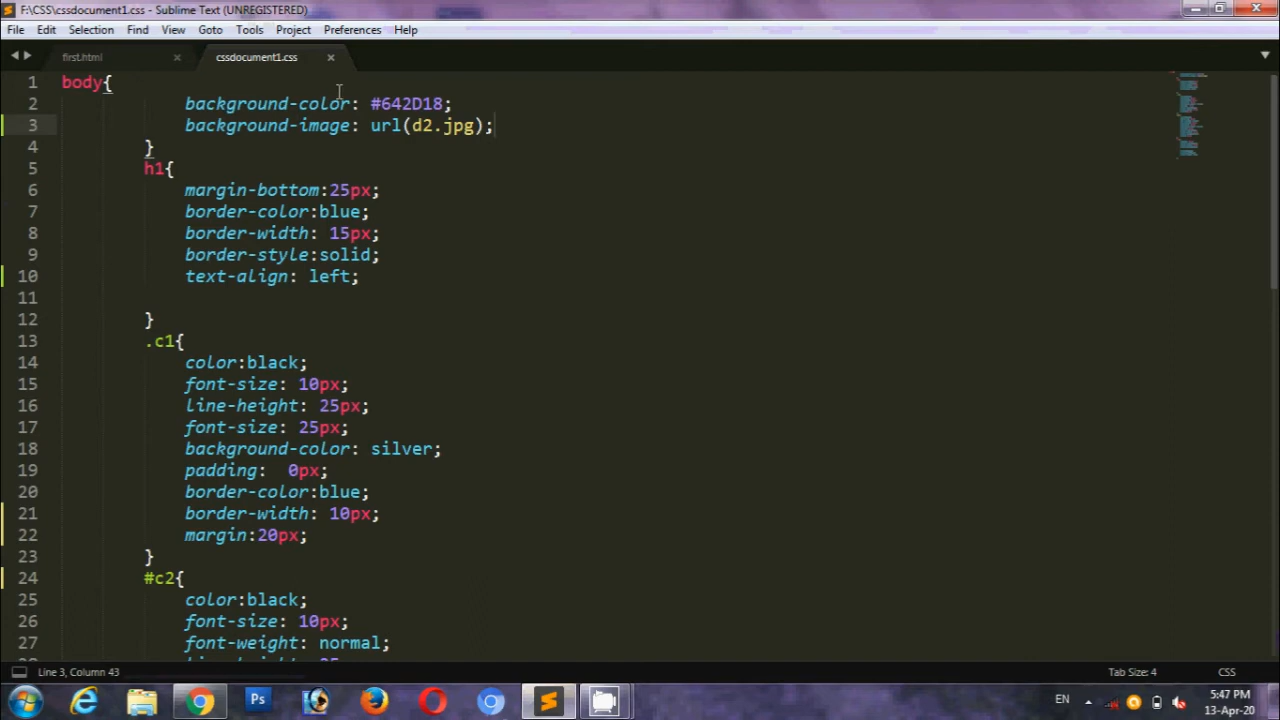 F:\CSS\cssdocument1.css - Sublime Text (UNREGISTERED)
File Edit Selection Find View Goto Tools Project Preferences Help
first.html cssdocument1.css
1 body{
2 background-color: #642D18;
3 background-image: url(d2.jpg);
4 }
5 h1{
6 margin-bottom:25px;
7 border-color:blue;
8 border-width: 15px;
9 border-style:solid;
10 text-align: left;
11
12 }
13 .c1{
14 color:black;
15 font-size: 10px;
16 line-height: 25px;
17 font-size: 25px;
18 background-color: silver;
19 padding:  0px;
20 border-color:blue;
21 border-width: 10px;
22 margin:20px;
23 }
24 #c2{
25 color:black;
26 font-size: 10px;
27 font-weight: normal;
Line 3, Column 43 Tab Size: 4 CSS
Ps EN 5:47 PM
13-Apr-20